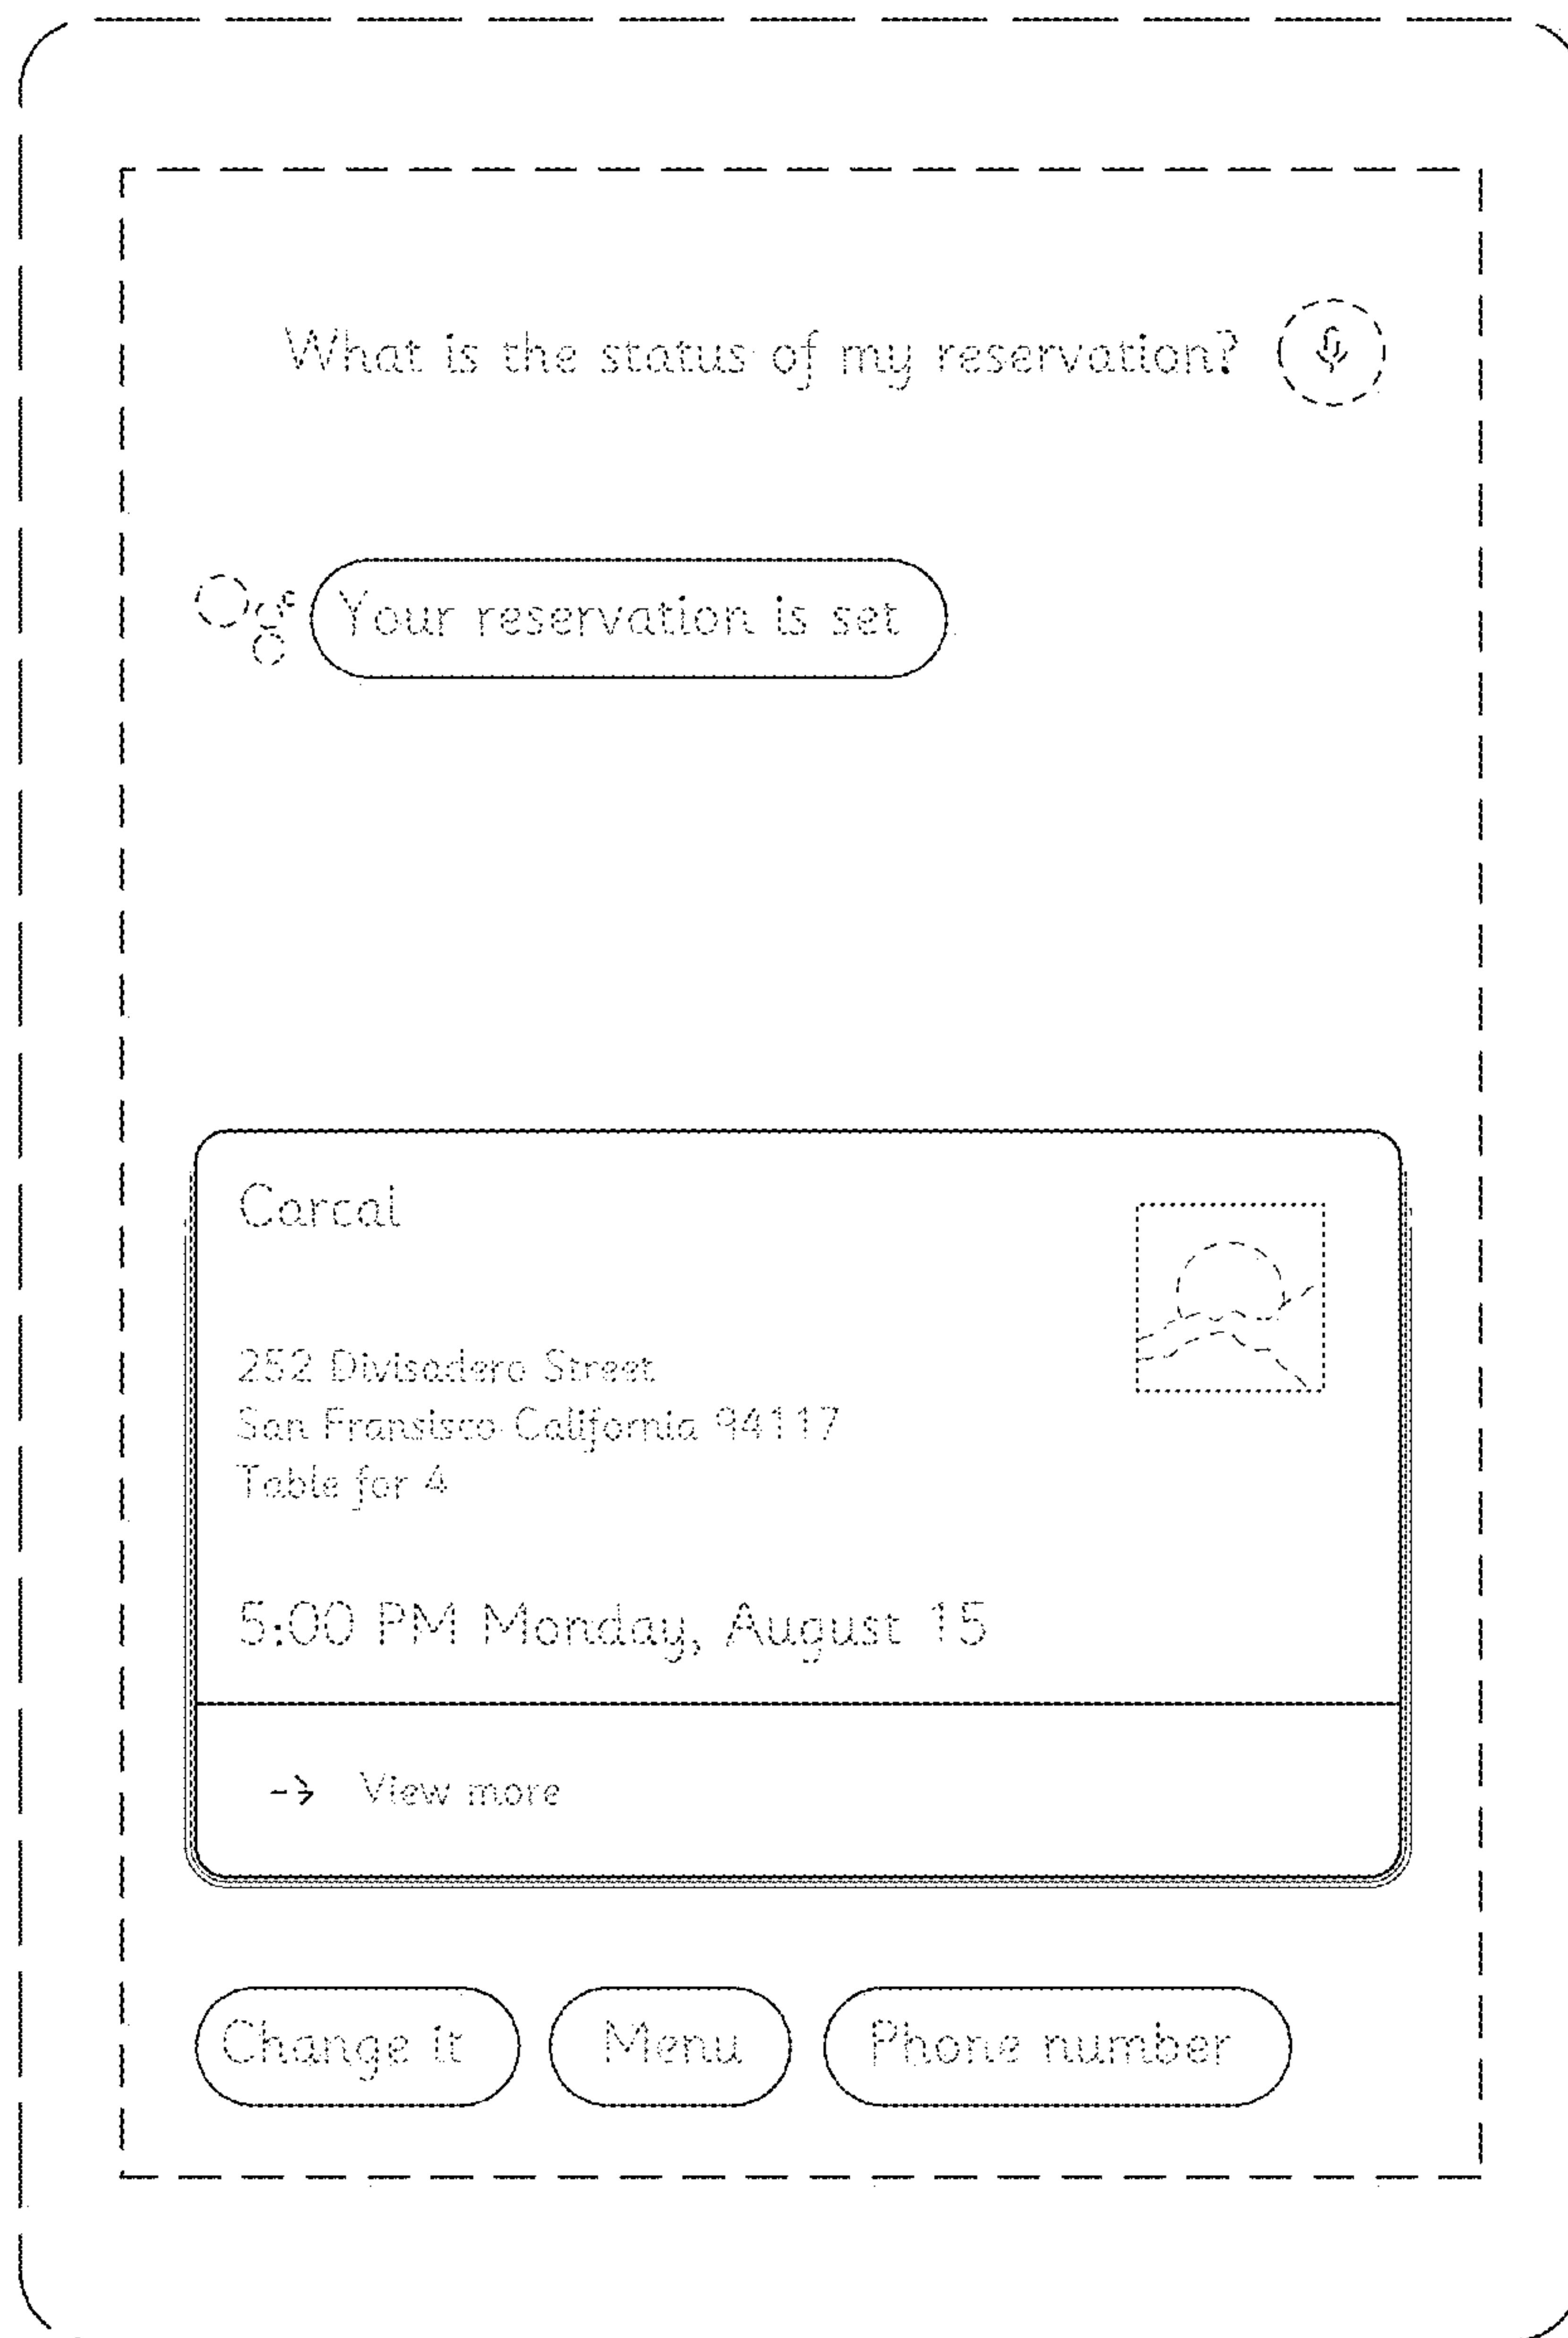 What is the status of my reservation?
Your reservation is set
Carcal
252 Divisadero Street
San Fransisco California 94117
Table for 4
5:00 PM Monday, August 15
View more
Change it
Menu
Phone number